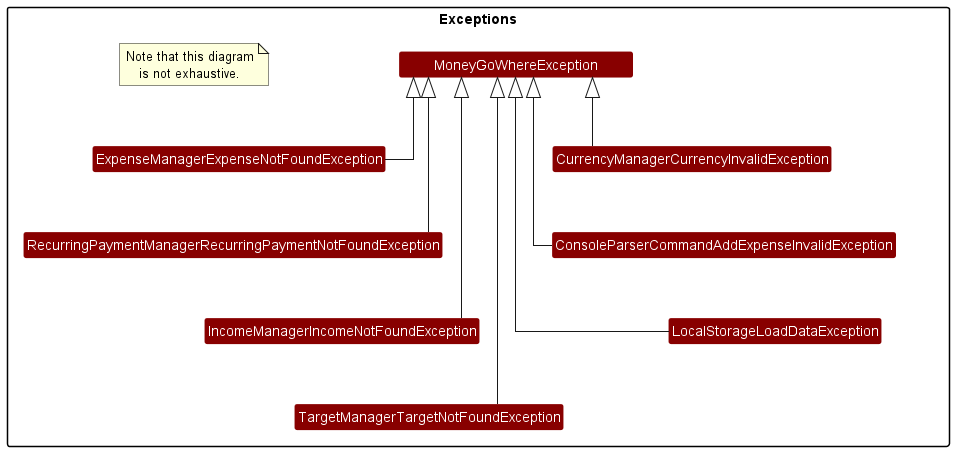 Exceptions
Note that this diagram
is not exhaustive.
MoneyGoWhereException
ExpenseManagerExpenseNotFoundException
CurrencyManagerCurrencyInvalidException
RecurringPaymentManagerRecurringPaymentNotFoundException
ConsoleParserCommandAddExpenseInvalidException
IncomeManagerIncomeNotFoundException
LocalStorageLoadDataException
TargetManagerTargetNotFoundException